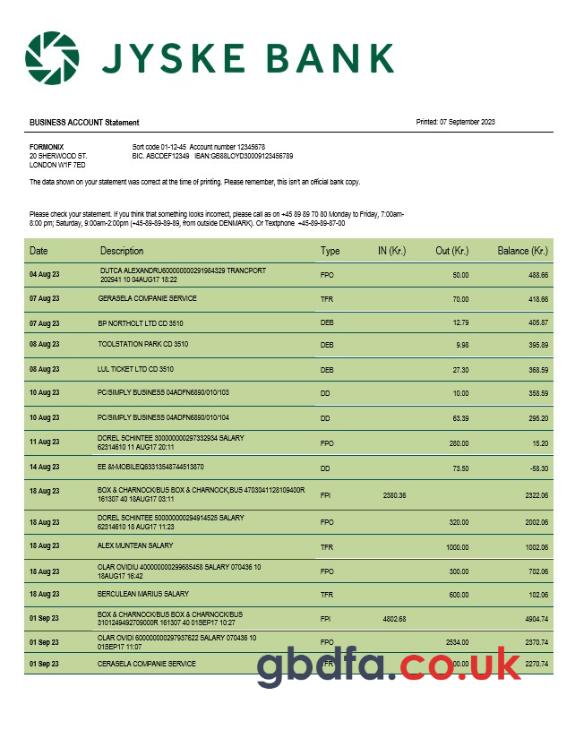 JYSKE BANK
BUSINESS ACCOUNT Statement Printed: 07 September 2023
FORMONIX Sort code 01-12-45 Account number 12345678
20 SHERWOOD ST. BIC. ABCDEF12349 IBAN:GB88LOYD30009123456789
LONDON W1F 7ED
The data shown on your statement was correct at the time of printing. Please remember, this isn't an official bank copy.
Please check your statement. If you think that something looks incorrect, please call as on +45 89 89 70 80 Monday to Friday, 7:00am-
8:00 pm; Saturday, 9:00am-2:00pm (+45-89-89-89-89, from outside DENMARK). Or Textphone +45-89-89-87-00
Date Description Type IN (Kr.) Out (Kr.) Balance (Kr.)
04 Aug 23 DUTCA ALEXANDRU600000000291984329 TRANCPORT FPO 50.00 488.66
202941 10 04AUG17 18:22
07 Aug 23 GERASELA COMPANIE SERVICE TFR 70.00 418.66
07 Aug 23 BP NORTHOLT LTD CD 3510 DEB 12.79 405.87
08 Aug 23 TOOLSTATION PARK CD 3510 DEB 9.98 395.89
08 Aug 23 LUL TICKET LTD CD 3510 DEB 27.30 368.59
10 Aug 23 PC/SIMPLY BUSINESS 04ADFN6893/010/103 DD 10.00 358.59
10 Aug 23 PC/SIMPLY BUSINESS 04ADFN6893/010/104 DD 63.39 295.20
11 Aug 23 DOREL SCHINTEE 300000000297332934 SALARY FPO 280.00 15.20
62314610 11 AUG17 20:11
14 Aug 23 EE &MOBILEQ63313548744513870 DD 73.50 -58.30
18 Aug 23 BOX & CHARNOCK/BUS BOX & CHARNOCK,BUS 4703041128109400R FPI 2380.36 2322.06
161307 40 18AUG17 03:11
18 Aug 23 DOREL SCHINTEE 500000000294914525 SALARY FPO 320.00 2002.06
62314610 18 AUG17 11:23
18 Aug 23 ALEX MUNTEAN SALARY TFR 1000.00 1002.06
18 Aug 23 OLAR OVIDIU 400000000299685458 SALARY 070436 10 FPO 300.00 702.06
18AUG17 16:42
18 Aug 23 BERCULEAN MARIUS SALARY TFR 600.00 102.06
01 Sep 23 BOX & CHARNOCK/BUS BOX & CHARNOCK/BUS FPI 4802.68 4904.74
3101249492709000R 161307 40 01SEP17 10:27
01 Sep 23 OLAR OVIDI 600000000297937622 SALARY 070436 10 FPO 2534.00 2370.74
01SEP17 11:07
01 Sep 23 CERASELA COMPANIE SERVICE TFR 00.00 2270.74
gbdfa.co.uk